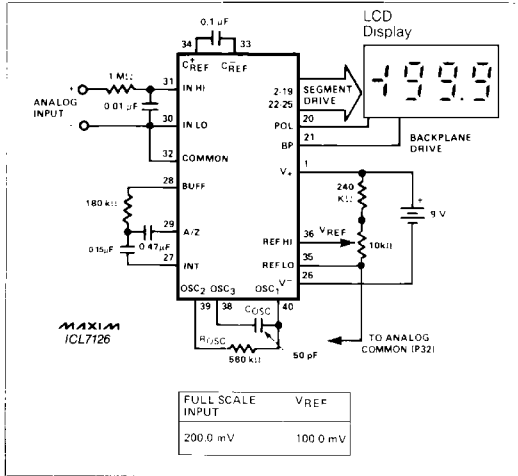 LCD
Display
0.1 µF
34
33
C+REF
C-REF
1 MΩ
31
IN HI
+
ANALOG
INPUT
0.01 µF
30
IN LO
-
32
COMMON
28
BUFF
180 kΩ
29
A/Z
0.47µF
0.15µF
27
INT
OSC2
OSC3
OSC1
39
38
40
COSC
ROSC
560 kΩ
50 pF
2-19
SEGMENT
22-25
DRIVE
20
POL
21
BP
-199.9
BACKPLANE
DRIVE
1
V+
240
KΩ
+
9 V
36
VREF
REF HI
10kΩ
35
REF LO
26
V-
TO ANALOG
COMMON (P32)
MAXIM
ICL7126
FULL SCALE
INPUT
VREF
200.0 mV
100.0 mV